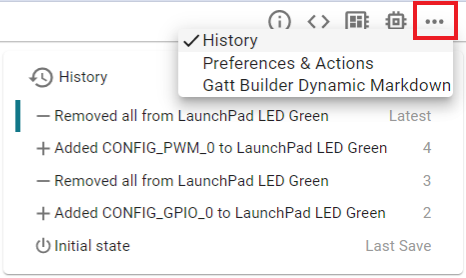 History
Preferences & Actions
Gatt Builder Dynamic Markdown
History
Removed all from LaunchPad LED Green Latest
Added CONFIG_PWM_0 to LaunchPad LED Green 4
Removed all from LaunchPad LED Green 3
Added CONFIG_GPIO_0 to LaunchPad LED Green 2
Initial state Last Save